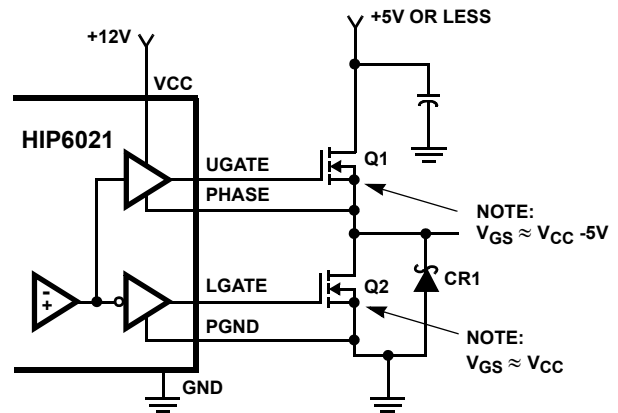 +5V OR LESS
+12V
VCC
HIP6021
UGATE
Q1
PHASE
NOTE:
VGS ≈ VCC -5V
- +
LGATE
Q2
CR1
PGND
NOTE:
VGS ≈ VCC
GND